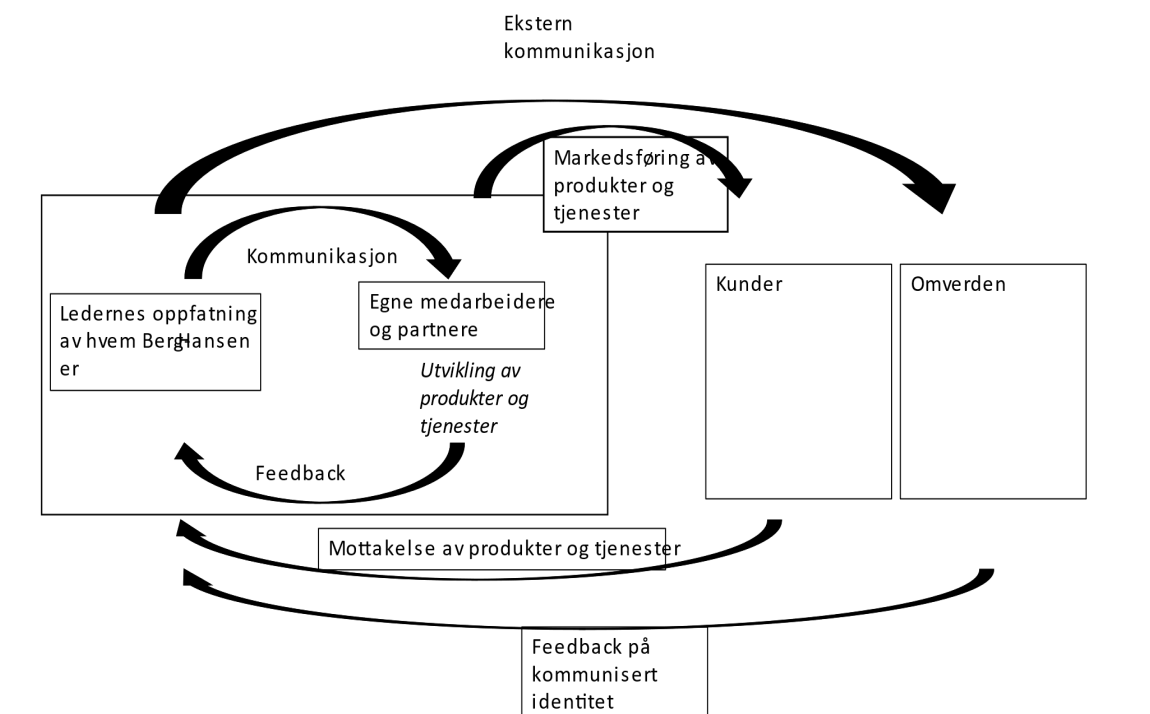 Ekstern
kommunikasjon
Markedsføring av
produkter og
tjenester
Kommunikasjon
Kunder
Omverden
Egne medarbeidere
og partnere
Ledernes oppfatning
av hvem BergHansen
er
Utvikling av
produkter og
tjenester
Feedback
Mottakelse av produkter og tjenester
Feedback på
kommunisert
identitet